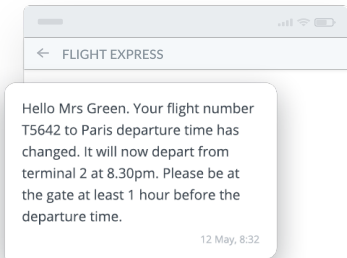 FLIGHT EXPRESS
Hello Mrs Green. Your flight number
T5642 to Paris departure time has
changed. It will now depart from
terminal 2 at 8.30pm. Please be at
the gate at least 1 hour before the
departure time.
12 May, 8:32